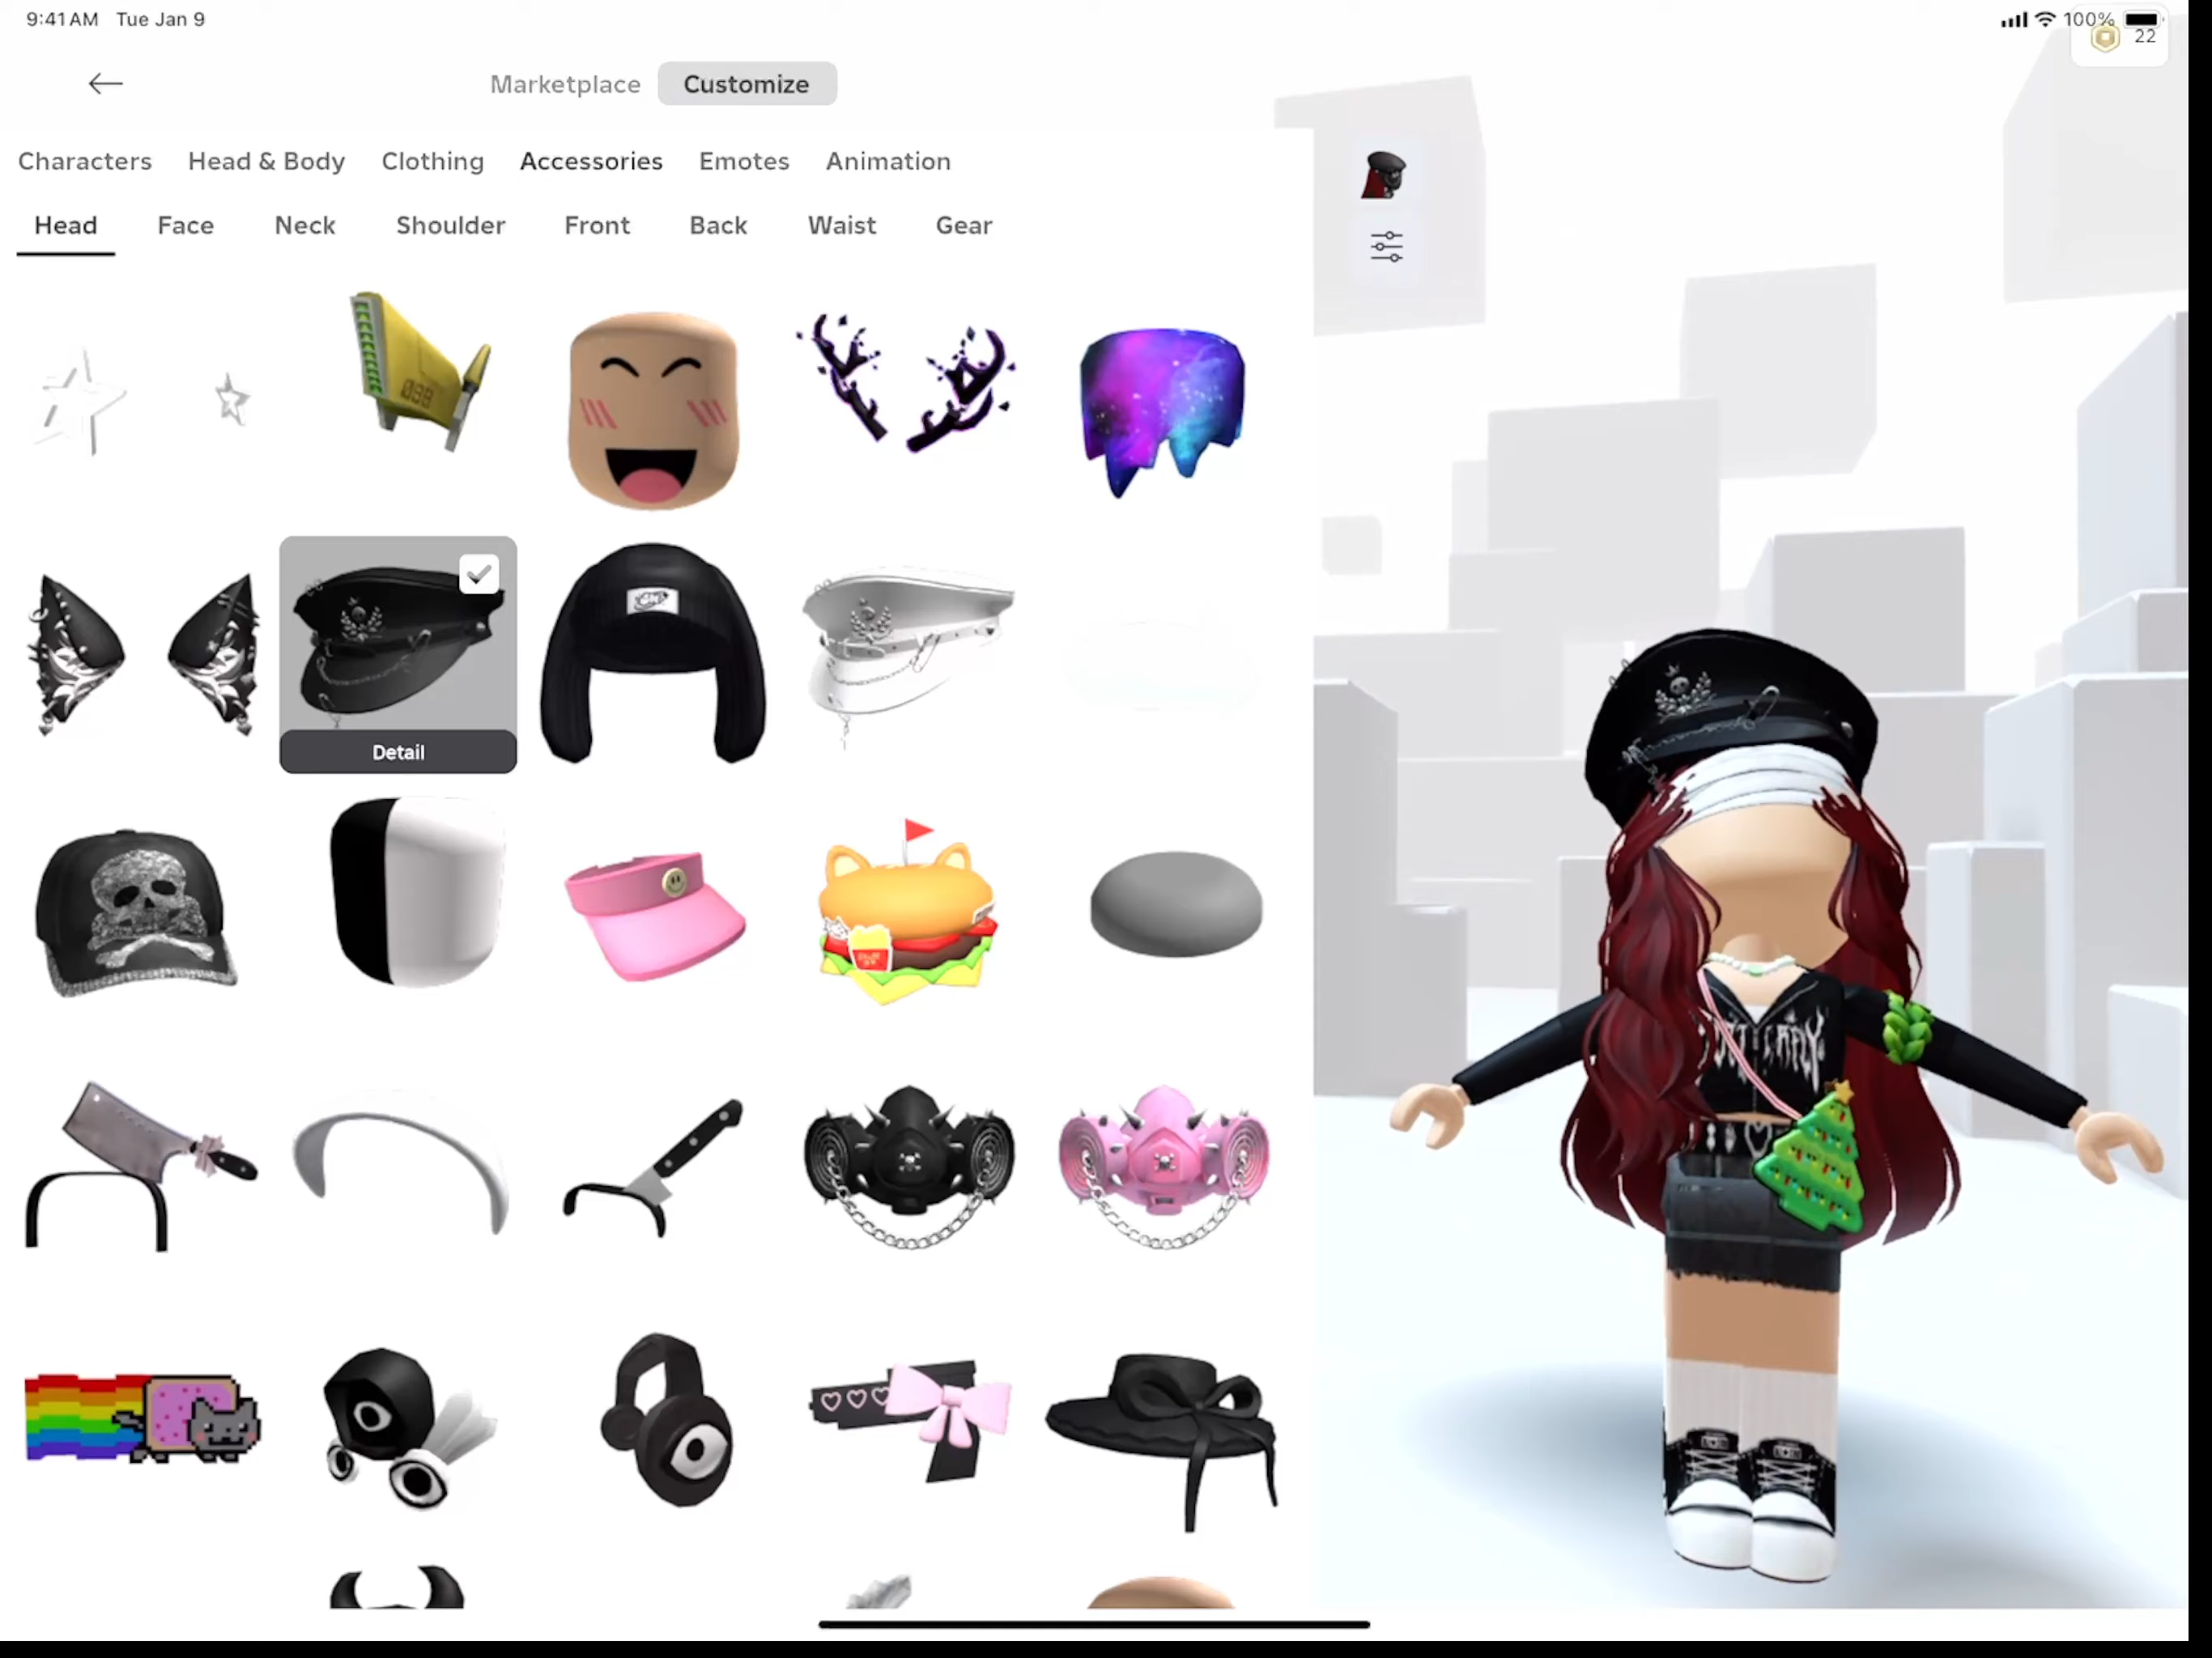 9:41 AM Tue Jan 9
100%
22
Marketplace Customize
Characters Head & Body Clothing Accessories Emotes Animation
Head Face Neck Shoulder Front Back Waist Gear
Detail